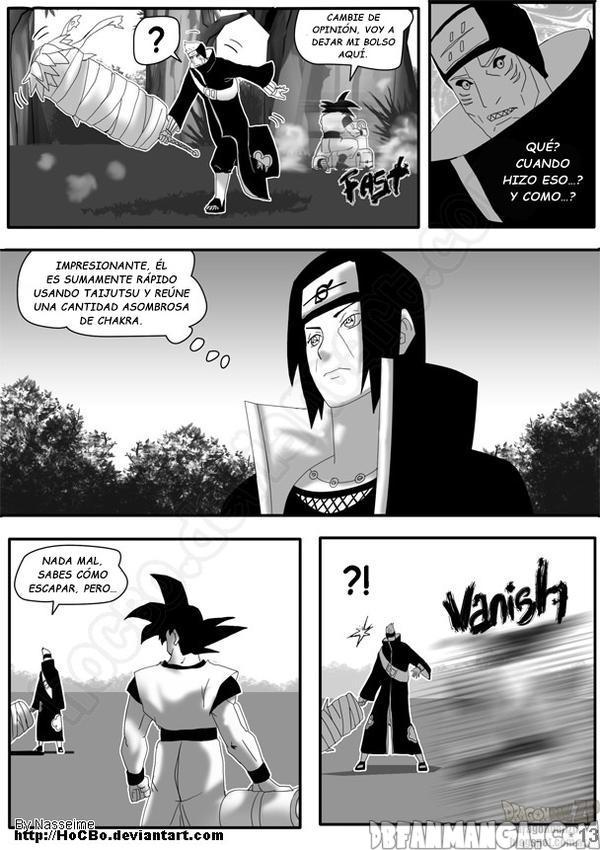 ?
CAMBIE DE
OPINIÓN, VOY A
DEJAR MI BOLSO
AQUÍ.
FAST
QUÉ?
CUANDO
HIZO ESO...?
Y COMO...?
IMPRESIONANTE, ÉL
ES SUMAMENTE RÁPIDO
USANDO TAIJUTSU Y REÚNE
UNA CANTIDAD ASOMBROSA
DE CHAKRA.
NADA MAL,
SABES CÓMO
ESCAPAR, PERO...
?!
Vanish
By Nasseime
http://HoCBo.deviantart.com
DBFANMANGA.COM
13